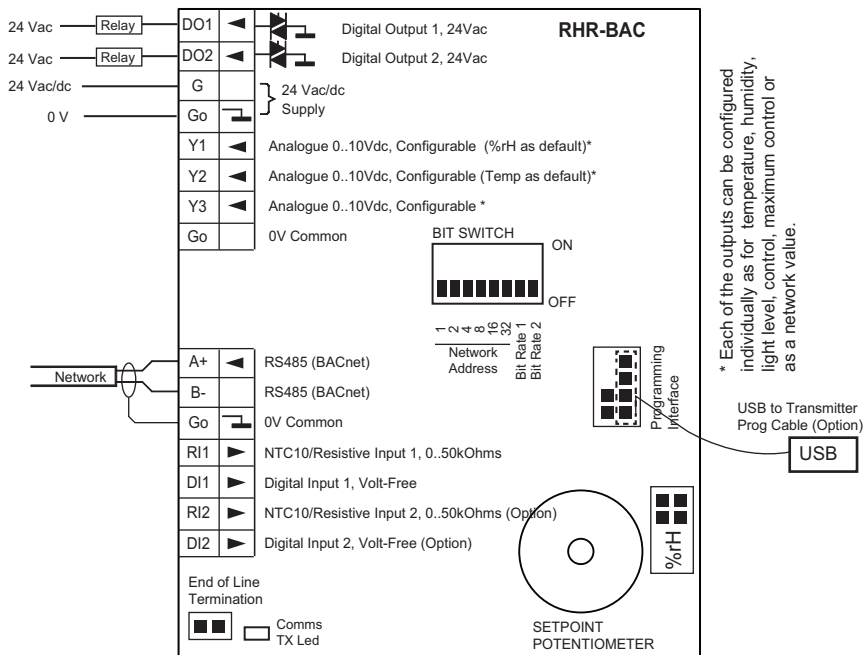 RHR-BAC
24 Vac Relay DO1 Digital Output 1, 24Vac
24 Vac Relay DO2 Digital Output 2, 24Vac
24 Vac/dc G
24 Vac/dc
Supply
0 V Go
Y1 Analogue 0..10Vdc, Configurable (%rH as default)*
Y2 Analogue 0..10Vdc, Configurable (Temp as default)*
Y3 Analogue 0..10Vdc, Configurable *
Go 0V Common
BIT SWITCH
ON
OFF
1
2
4
8
16
32
Bit Rate 1
Bit Rate 2
Network
Address
* Each of the outputs can be configured
individually as for temperature, humidity,
light level, control, maximum control or
as a network value.
Network
A+ RS485 (BACnet)
B- RS485 (BACnet)
Go 0V Common
RI1 NTC10/Resistive Input 1, 0..50kOhms
DI1 Digital Input 1, Volt-Free
RI2 NTC10/Resistive Input 2, 0..50kOhms (Option)
DI2 Digital Input 2, Volt-Free (Option)
Programming
Interface
USB to Transmitter
Prog Cable (Option)
USB
%rH
End of Line
Termination
Comms
TX Led
SETPOINT
POTENTIOMETER